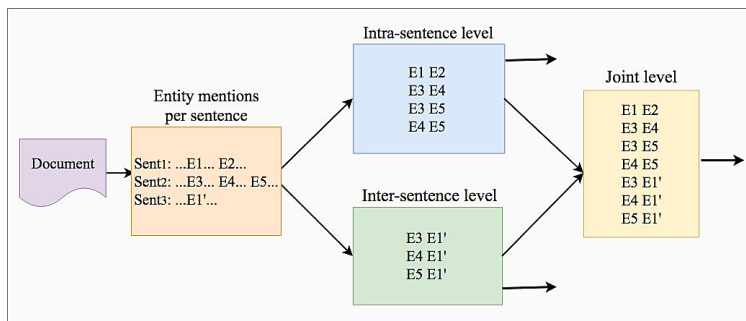 Document
Entity mentions
per sentence
Sent1: ...E1... E2...
Sent2: ...E3... E4... E5...
Sent3: ...E1'...
Intra-sentence level
E1 E2
E3 E4
E3 E5
E4 E5
Inter-sentence level
E3 E1'
E4 E1'
E5 E1'
Joint level
E1 E2
E3 E4
E3 E5
E4 E5
E3 E1'
E4 E1'
E5 E1'